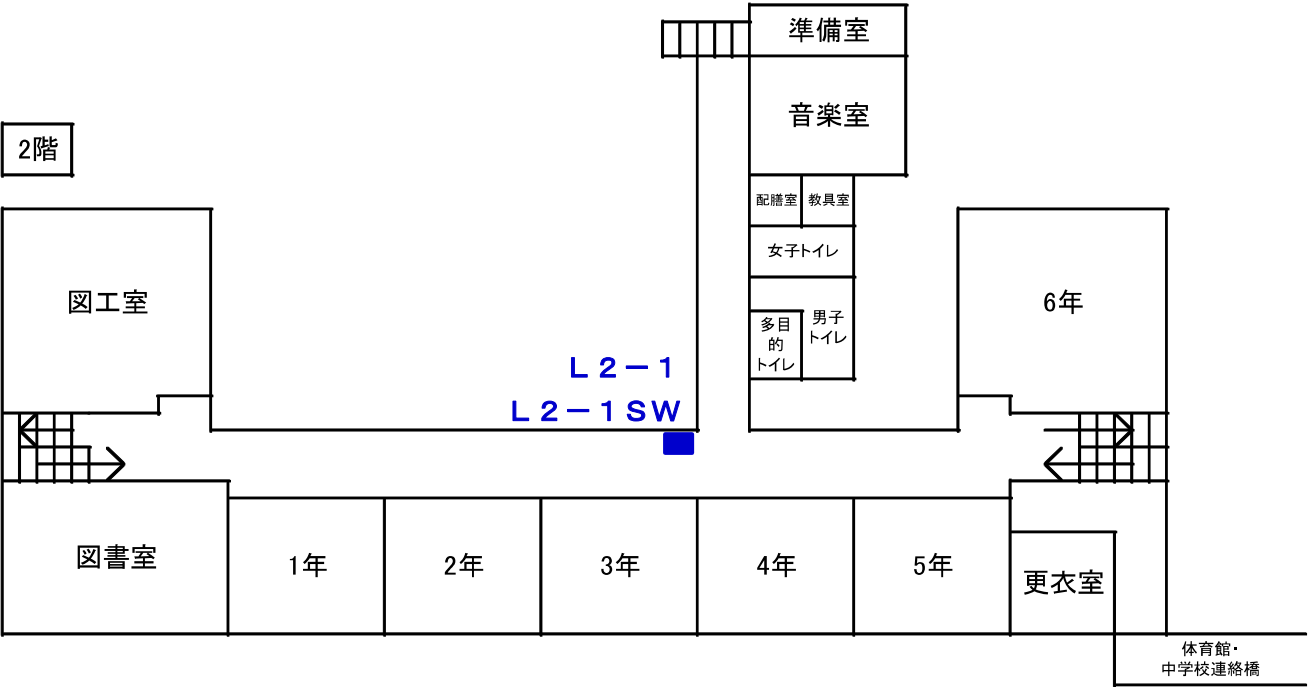 準備室
音楽室
2階
配膳室
教具室
女子トイレ
図工室
6年
多目
的
トイレ
男子
トイレ
L2-1
L2-1SW
図書室
1年
2年
3年
4年
5年
更衣室
体育館・
中学校連絡橋